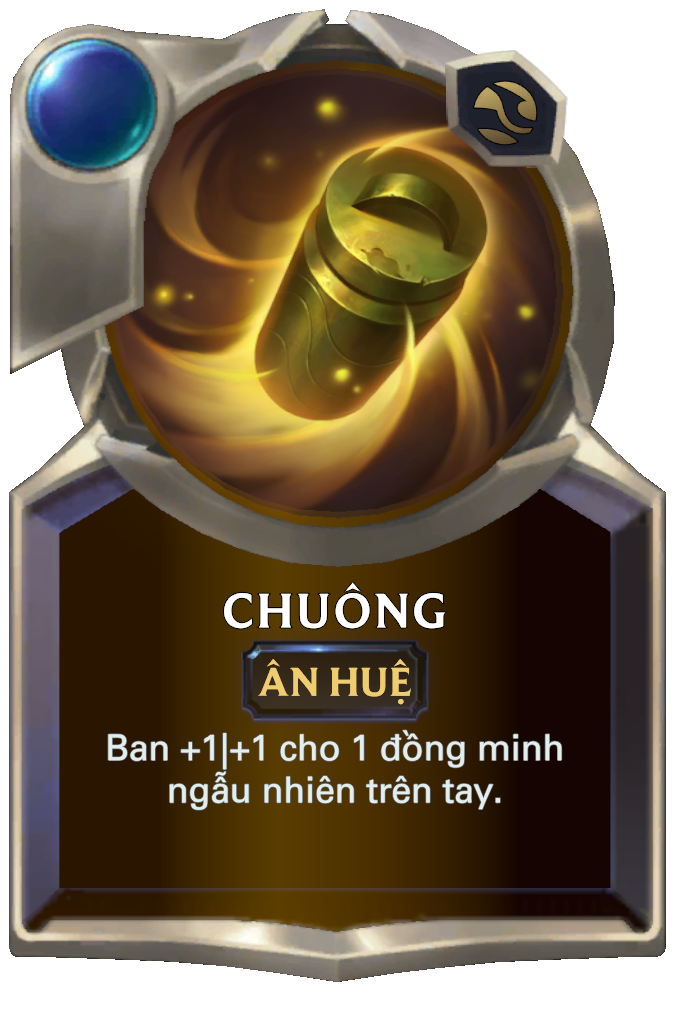 CHUÔNG
ÂN HUỆ
Ban +1|+1 cho 1 đồng minh
ngẫu nhiên trên tay.